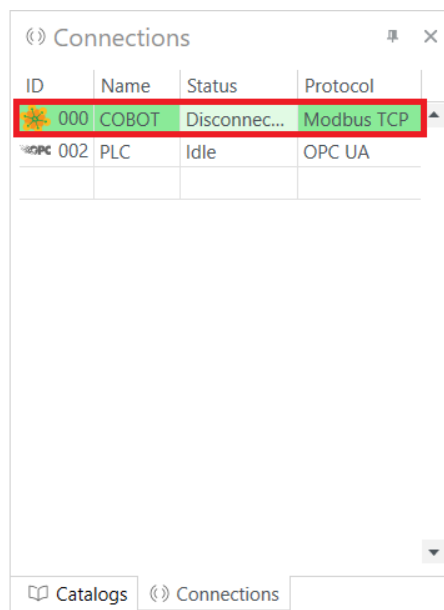 Connections
ID Name Status Protocol
000 COBOT Disconnec... Modbus TCP
OPC 002 PLC Idle OPC UA
Catalogs Connections